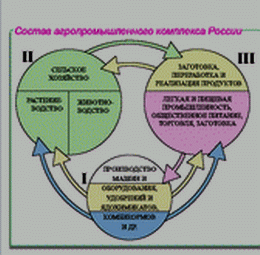 Состав агропромышленного комплекса России
II
III
СЕЛЬСКОЕ
ХОЗЯЙСТВО
РАСТЕНИЕ-
ВОДСТВО
ЖИВОТНО-
ВОДСТВО
ЗАГОТОВКА,
ПЕРЕРАБОТКА И
РЕАЛИЗАЦИЯ ПРОДУКТОВ
ЛЕГКАЯ И ПИЩЕВАЯ
ПРОМЫШЛЕННОСТЬ,
ОБЩЕСТВЕННОЕ ПИТАНИЕ,
ТОРГОВЛЯ, ЗАГОТОВКА
I
ПРОИЗВОДСТВО
МАШИН И
ОБОРУДОВАНИЯ,
УДОБРЕНИЙ И
ЯДОХИМИКАТОВ,
КОМБИКОРМОВ
И ДР.